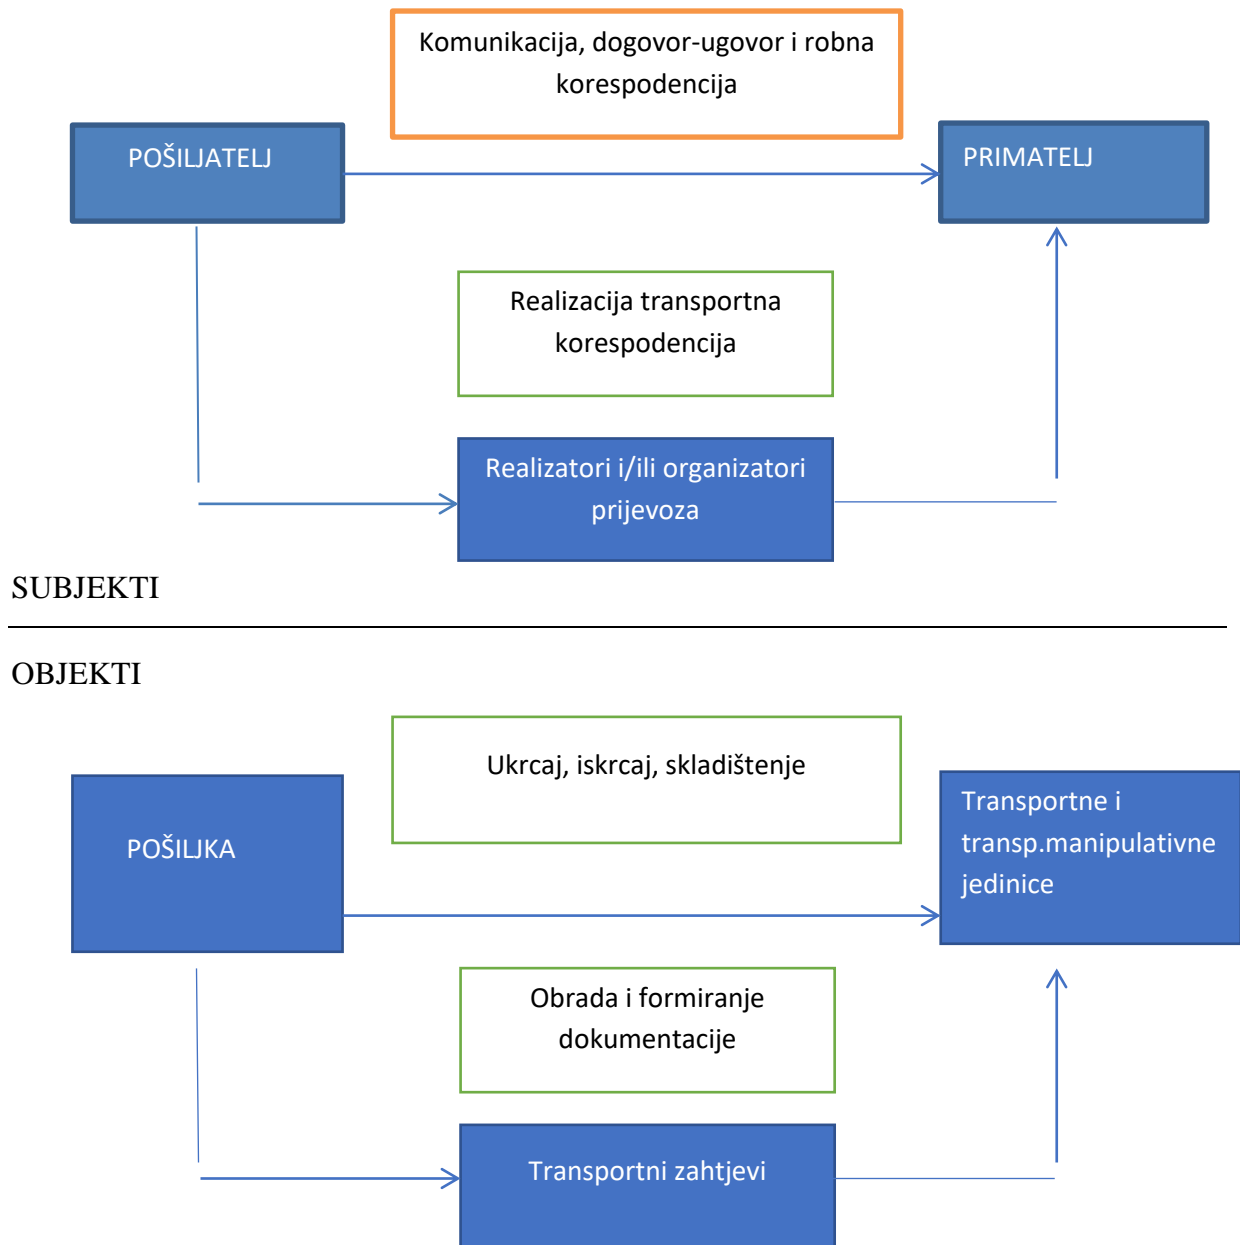 Komunikacija, dogovor-ugovor i robna
korespodencija
POŠILJATELJ
PRIMATELJ
Realizacija transportna
korespodencija
Realizatori i/ili organizatori
prijevoza
SUBJEKTI
OBJEKTI
Ukrcaj, iskrcaj, skladištenje
POŠILJKA
Transportne i
transp.manipulativne
jedinice
Obrada i formiranje
dokumentacije
Transportni zahtjevi